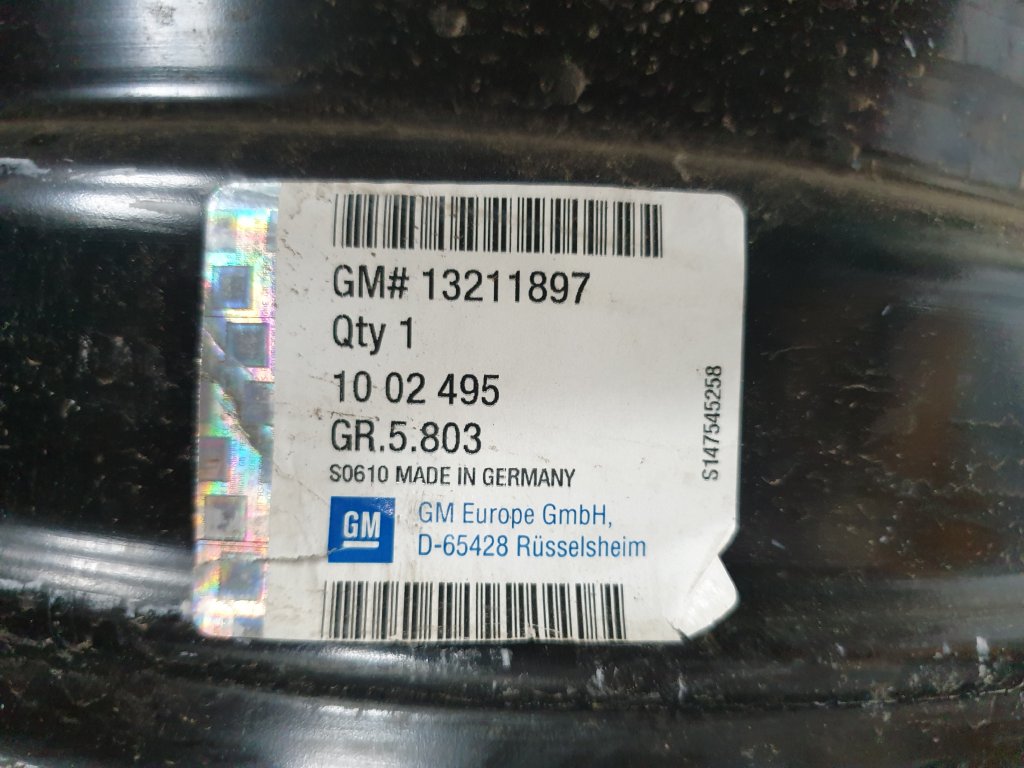 GM# 13211897
Qty 1
10 02 495
GR.5.803
S0610 MADE IN GERMANY
GM
GM Europe GmbH,
D-65428 Rüsselsheim
S147545258